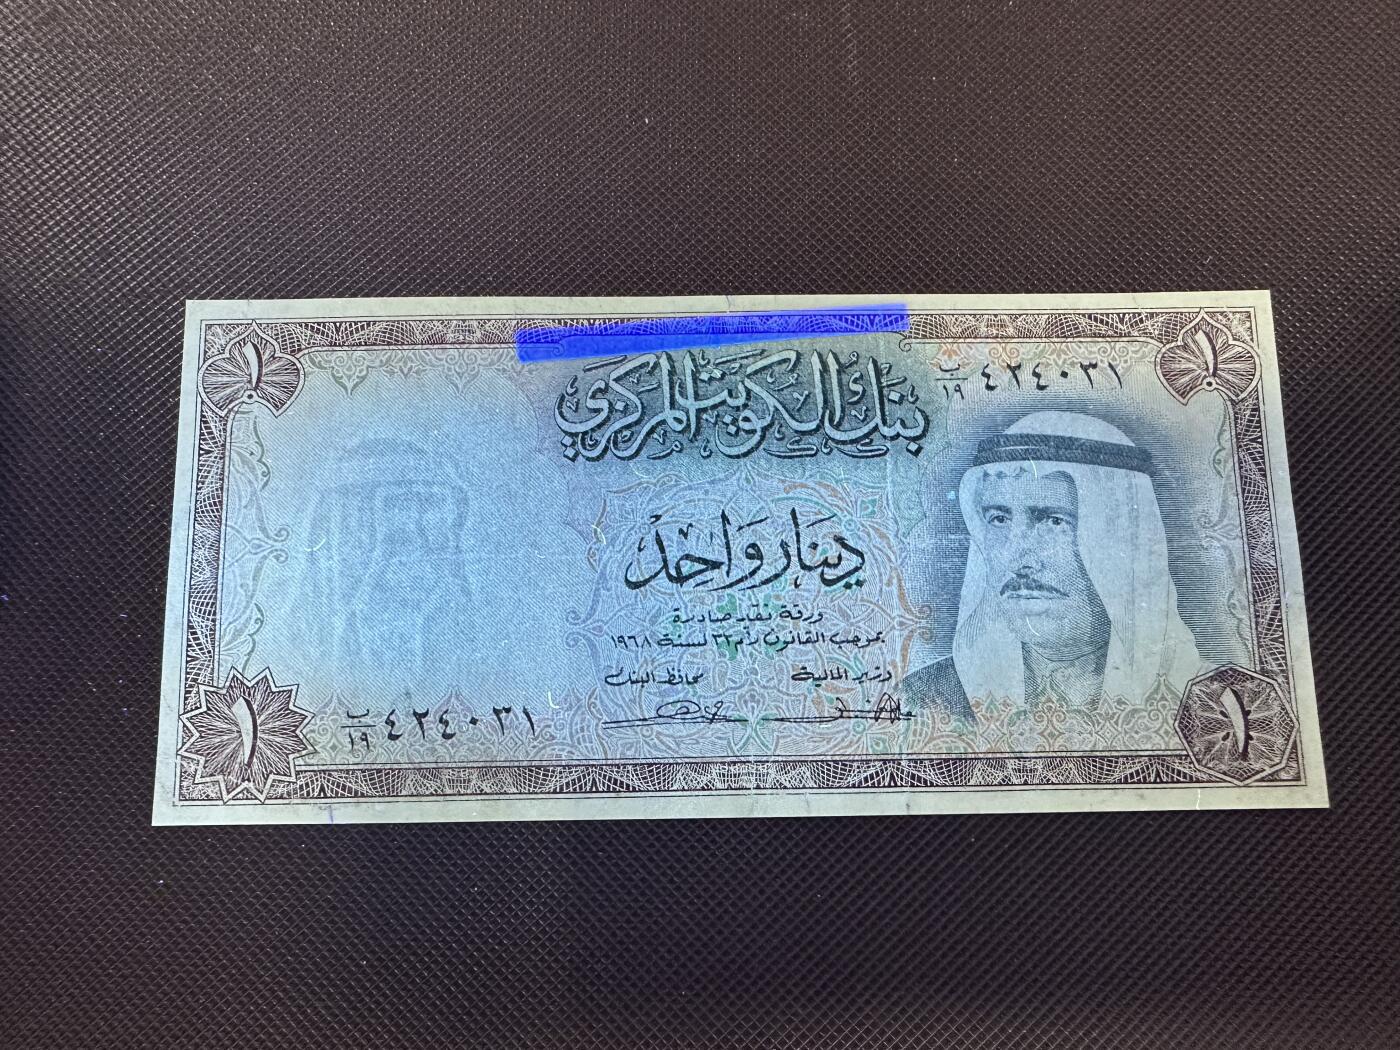 ١
١
بنك الكويت المركزي
ب/١٩ ٤٢٤٠٣١
دينار واحد
ورقة نقد صادرة
بموجب القانون رقم ٣٢ لسنة ١٩٦٨
وزير المالية
محافظ البنك
ب/١٩ ٤٢٤٠٣١
١
١